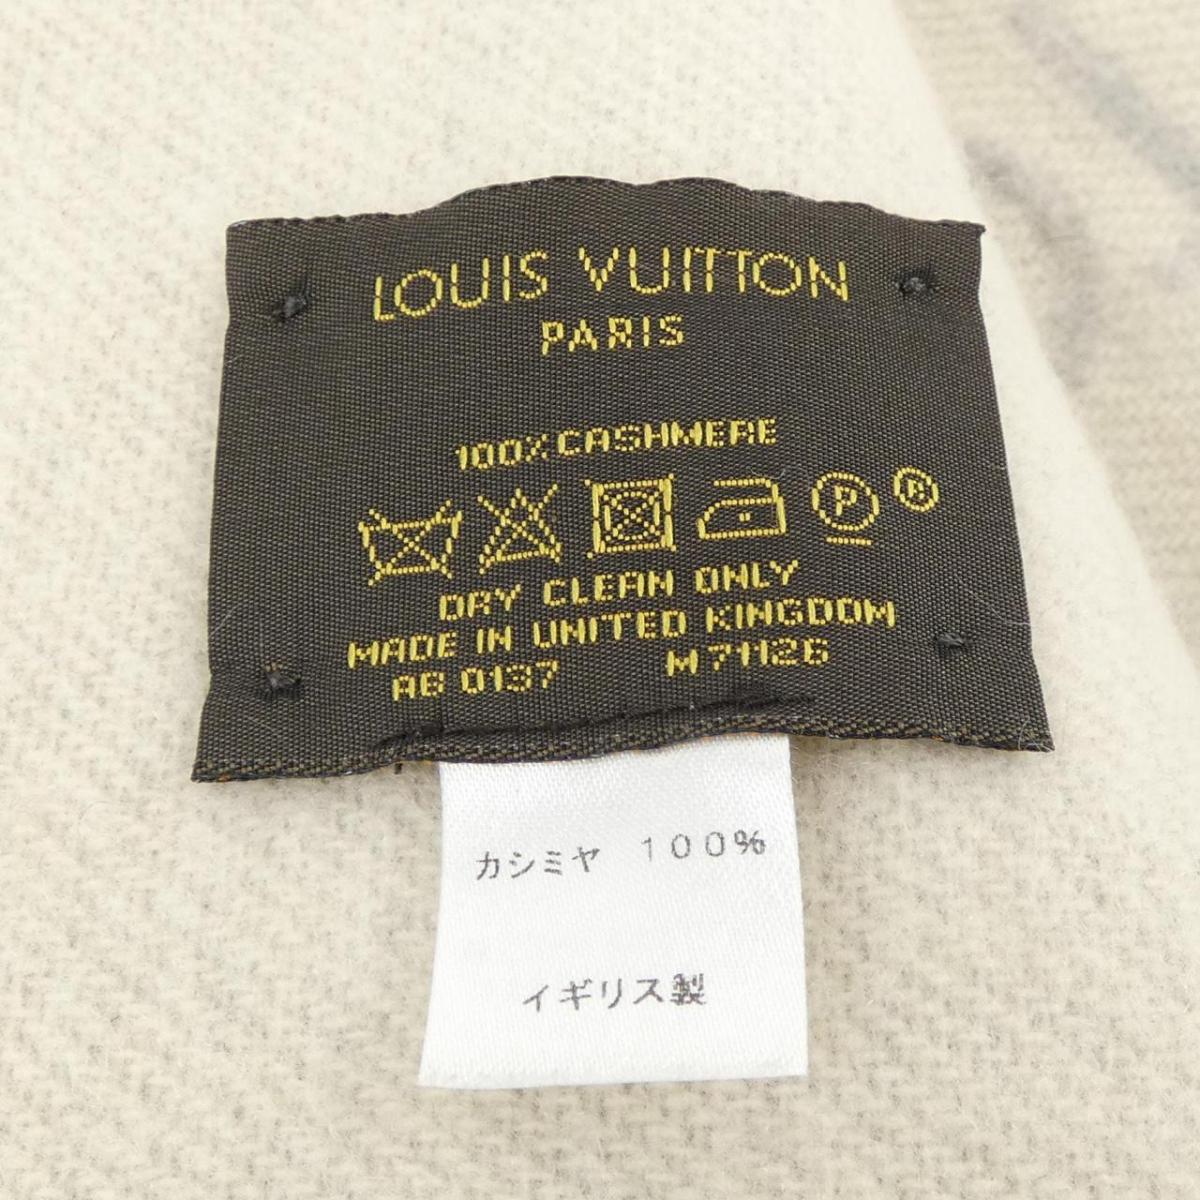 LOUIS VUITTON
PARIS
100% CASHMERE
P R
DRY CLEAN ONLY
MADE IN UNITED KINGDOM
AB 0137 M71126
カシミヤ 100%
イギリス製